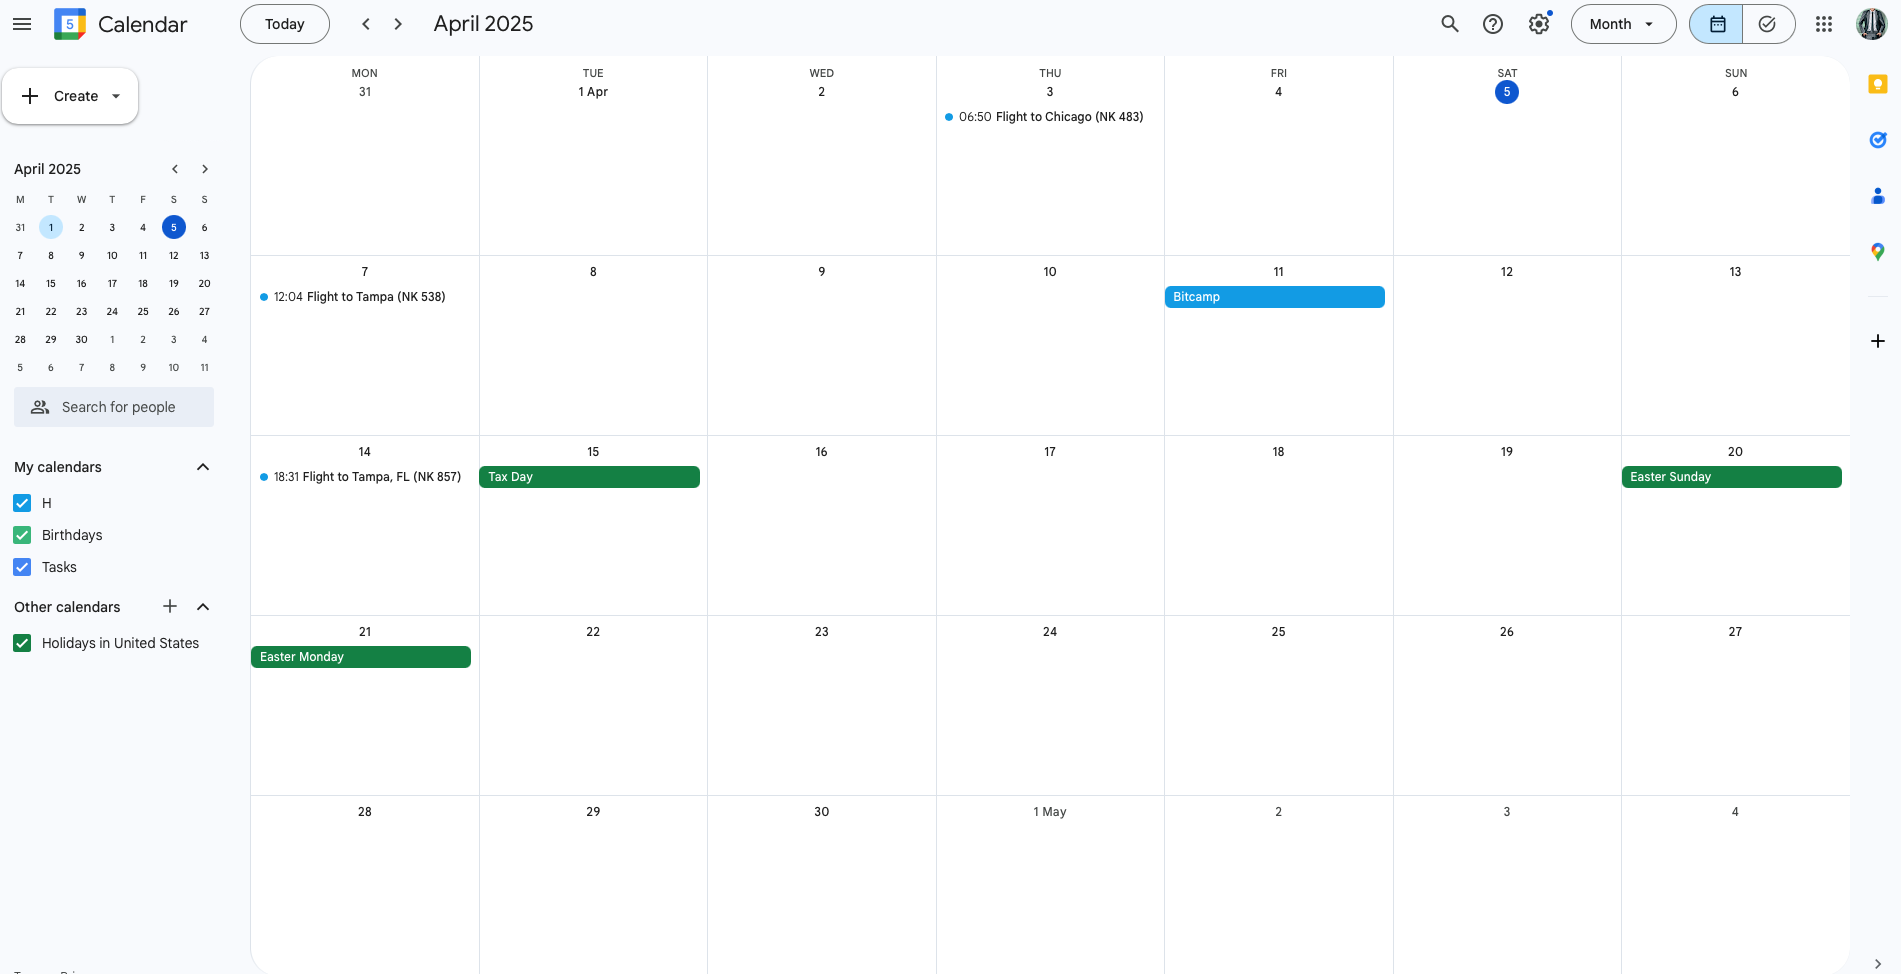 5 Calendar Today April 2025 Month
Create
April 2025
M T W T F S S
31 1 2 3 4 5 6
7 8 9 10 11 12 13
14 15 16 17 18 19 20
21 22 23 24 25 26 27
28 29 30 1 2 3 4
5 6 7 8 9 10 11
Search for people
My calendars
H
Birthdays
Tasks
Other calendars
Holidays in United States
MON TUE WED THU FRI SAT SUN
31 1 Apr 2 3 4 5 6
06:50 Flight to Chicago (NK 483)
7 8 9 10 11 12 13
12:04 Flight to Tampa (NK 538) Bitcamp
14 15 16 17 18 19 20
18:31 Flight to Tampa, FL (NK 857) Tax Day Easter Sunday
21 22 23 24 25 26 27
Easter Monday
28 29 30 1 May 2 3 4